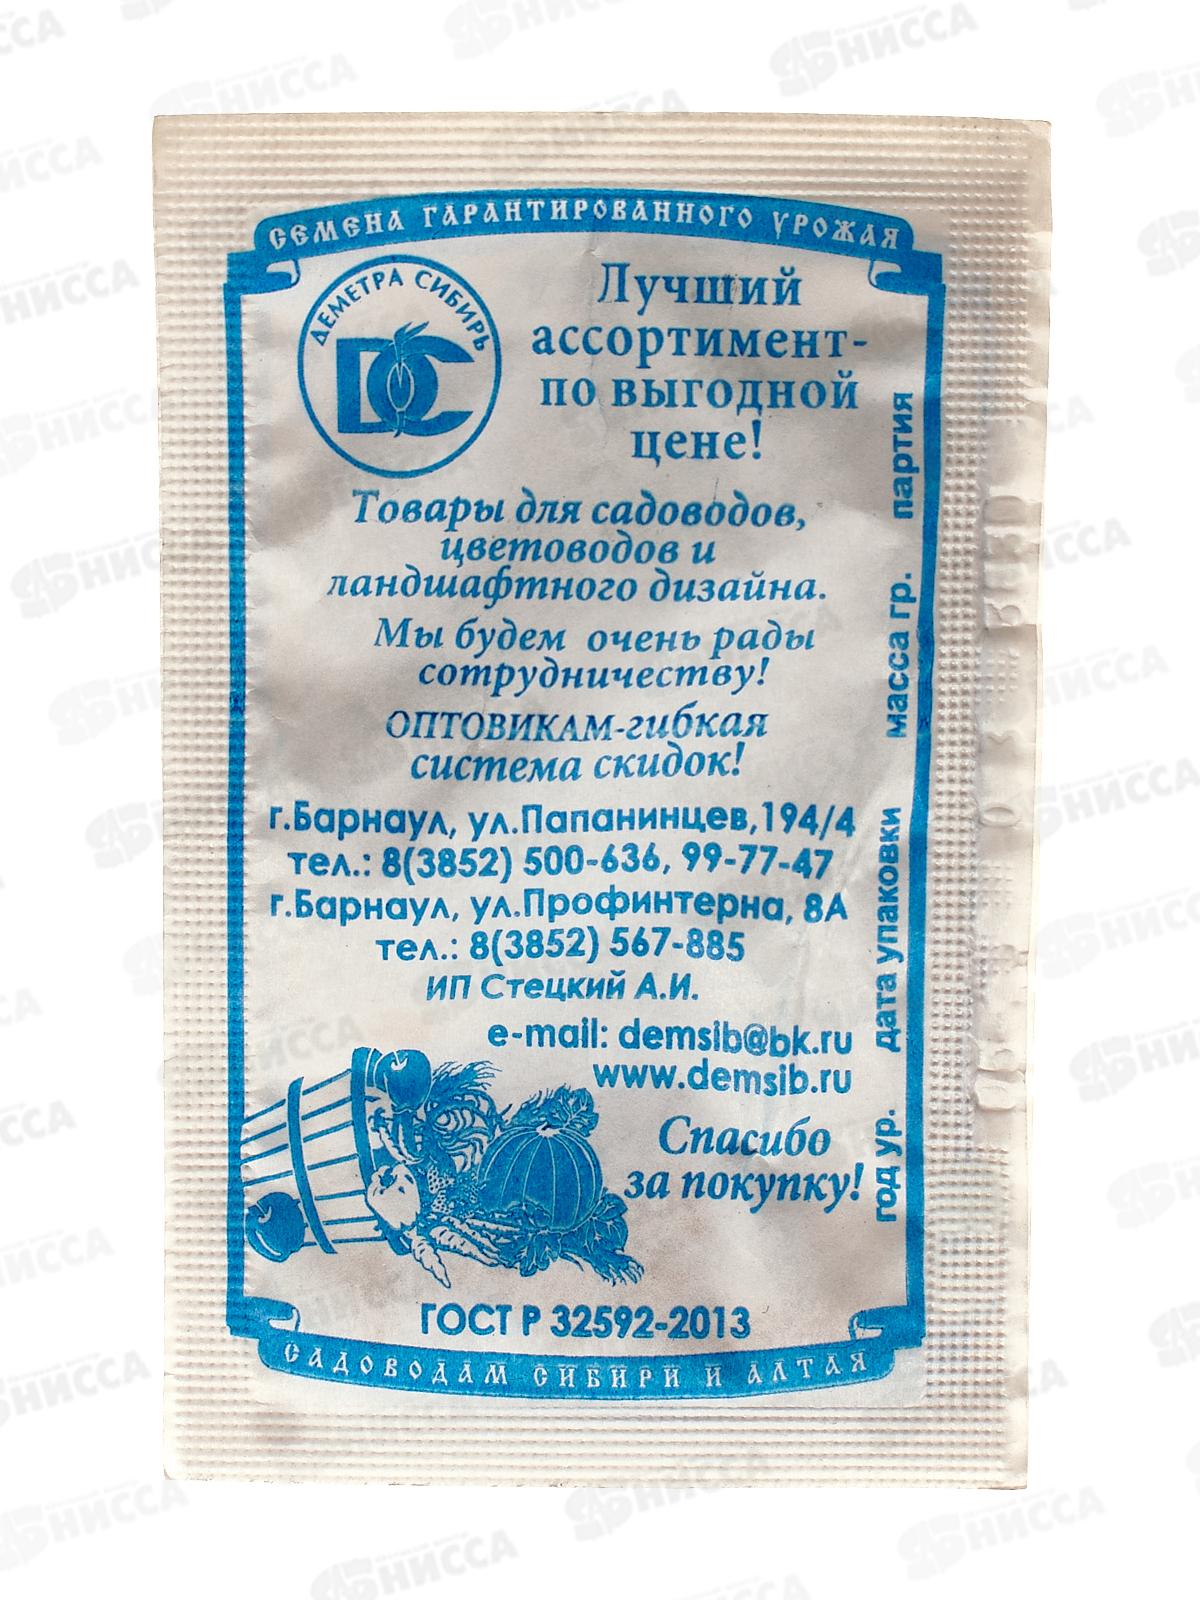 СЕМЕНА ГАРАНТИРОВАННОГО УРОЖАЯ
ДЕМЕТРА СИБИРЬ
DC
Лучший
ассортимент-
по выгодной
цене!
Товары для садоводов,
цветоводов и
ландшафтного дизайна.
Мы будем очень рады
сотрудничеству!
ОПТОВИКАМ-гибкая
система скидок!
г.Барнаул, ул.Папанинцев,194/4
тел.: 8(3852) 500-636, 99-77-47
г.Барнаул, ул.Профинтерна, 8А
тел.: 8(3852) 567-885
ИП Стецкий А.И.
e-mail: demsib@bk.ru
www.demsib.ru
Спасибо
за покупку!
ГОСТ Р 32592-2013
САДОВОДАМ СИБИРИ И АЛТАЯ
год ур. дата упаковки масса гр. партия
НИССА